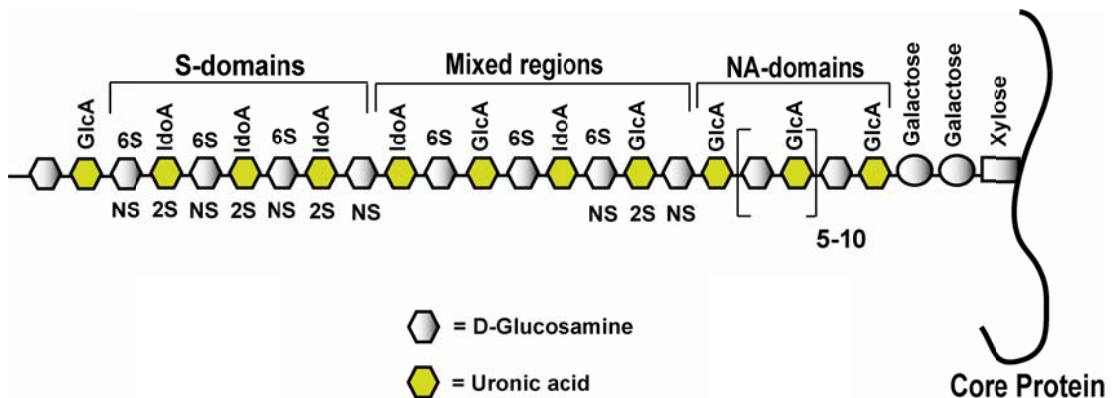 S-domains Mixed regions NA-domains
GlcA 6S IdoA 6S IdoA 6S IdoA IdoA 6S GlcA 6S IdoA 6S GlcA GlcA GlcA GlcA Galactose Galactose Xylose
NS 2S NS 2S NS 2S NS NS 2S NS
5-10
= D-Glucosamine
= Uronic acid
Core Protein